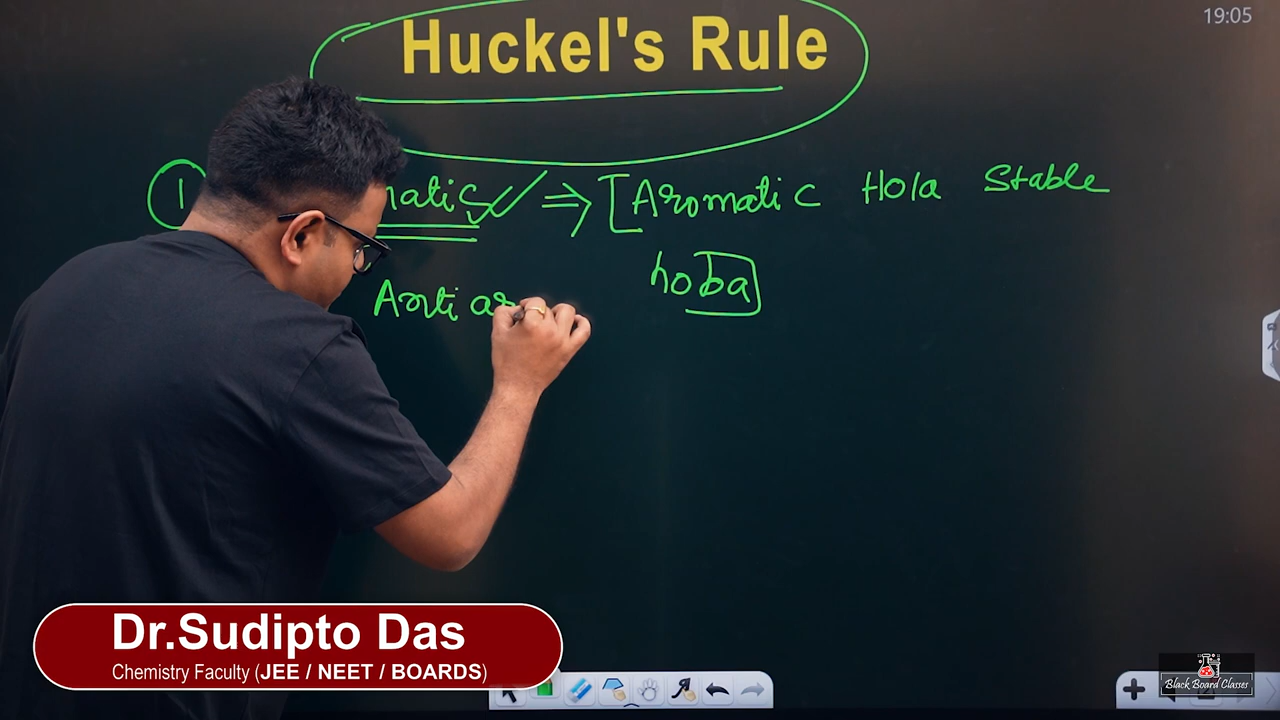 19:05
Huckel's Rule
1 matic ⇒ [Aromatic Hola Stable
hoba]
Anti ar
Dr.Sudipto Das
Chemistry Faculty (JEE / NEET / BOARDS)
Black Board Classes